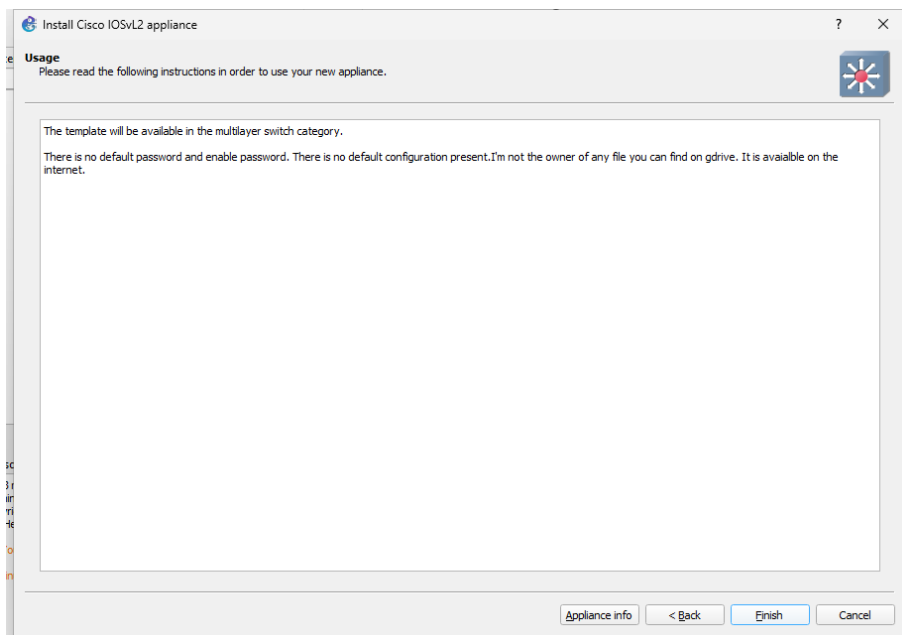 Install Cisco IOSvL2 appliance
?
Usage
Please read the following instructions in order to use your new appliance.
The template will be available in the multilayer switch category.
There is no default password and enable password. There is no default configuration present.I'm not the owner of any file you can find on gdrive. It is avaialble on the
internet.
Appliance info
< Back
Finish
Cancel